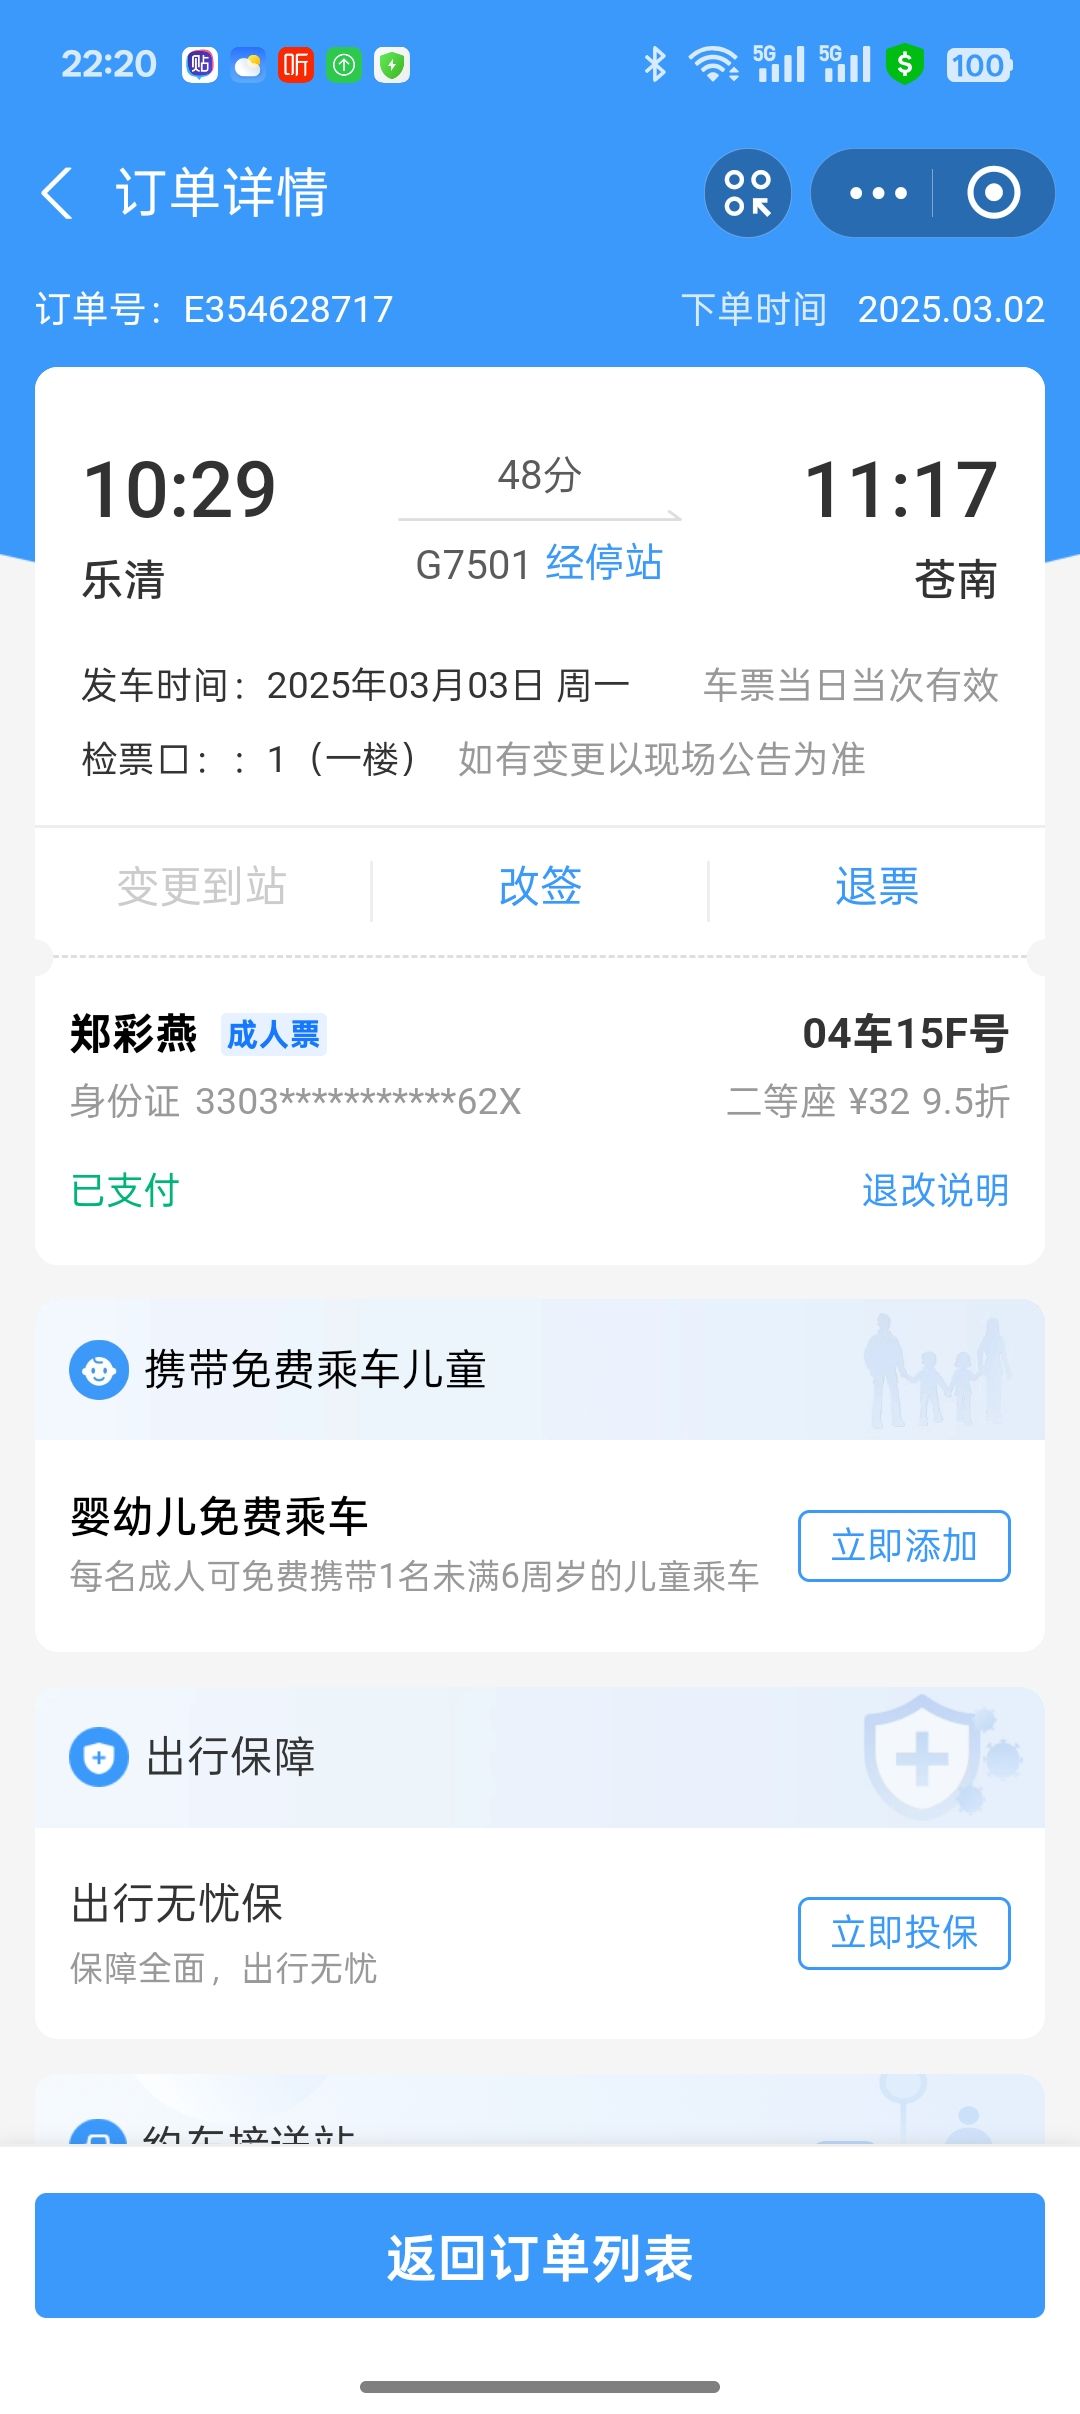 22:20 贴 听 5G 5G 100
订单详情
订单号：E354628717 下单时间 2025.03.02
10:29 48分 11:17
乐清 G7501 经停站 苍南
发车时间：2025年03月03日 周一 车票当日当次有效
检票口：：1（一楼） 如有变更以现场公告为准
变更到站 改签 退票
郑彩燕 成人票 04车15F号
身份证 3303***********62X 二等座 ¥32 9.5折
已支付 退改说明
携带免费乘车儿童
婴幼儿免费乘车
每名成人可免费携带1名未满6周岁的儿童乘车 立即添加
出行保障
出行无忧保
保障全面，出行无忧 立即投保
约车接送站
返回订单列表